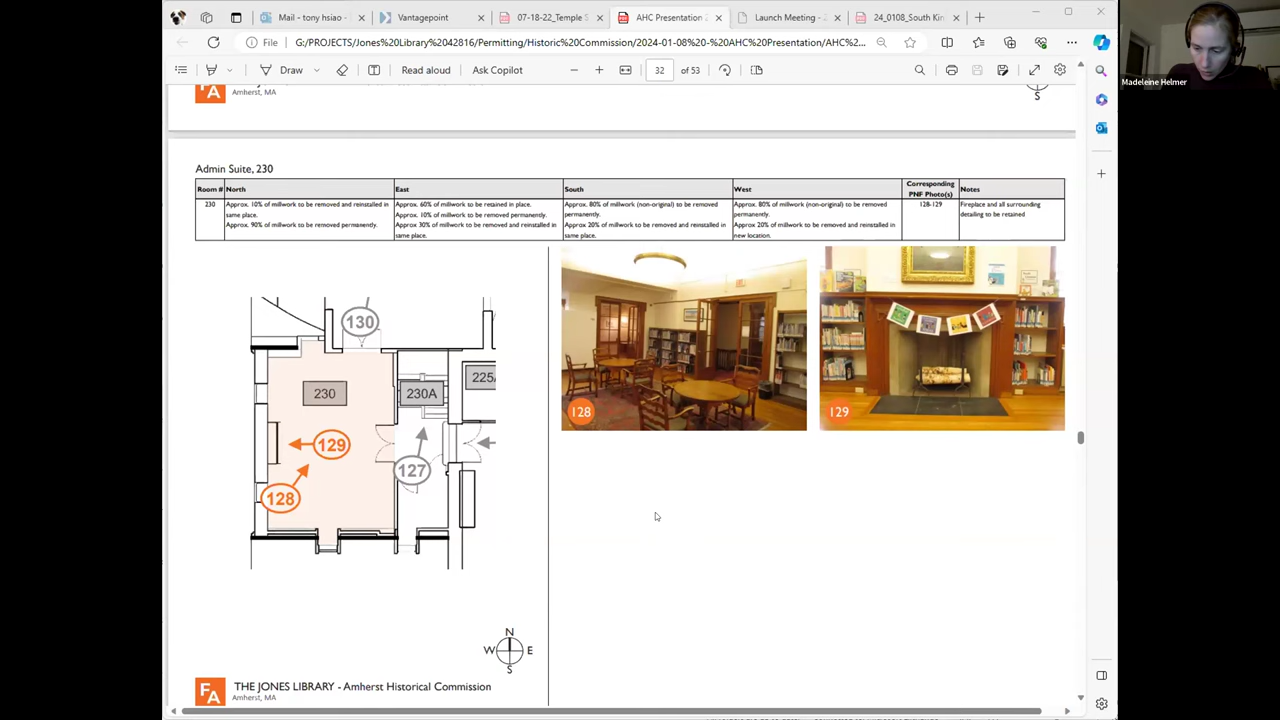 Mail - tony hsiao -
Vantagepoint
07-18-22_Temple S
AHC Presentation 2
Launch Meeting - 2
24_0108_South Kin
File
G:/PROJECTS/Jones%20Library%2042816/Permitting/Historic%20Commission/2024-01-08%20-%20AHC%20Presentation/AHC%...
Draw
Read aloud
Ask Copilot
32
of 53
Madeleine Helmer
FA
Amherst, MA
S
Admin Suite, 230
Room #
North
East
South
West
Corresponding
PNF Photo(s)
Notes
230
Approx. 10% of millwork to be removed and reinstalled in
same place.
Approx. 90% of millwork to be removed permanently.
Approx. 60% of millwork to be retained in place.
Approx. 10% of millwork to be removed permanently.
Approx. 30% of millwork to be removed and reinstalled in
same place.
Approx. 80% of millwork (non-original) to be removed
permanently.
Approx 20% of millwork to be removed and reinstalled in
same place.
Approx. 80% of millwork (non-original) to be removed
permanently.
Approx 20% of millwork to be removed and reinstalled in
new location.
128-129
Fireplace and all surrounding
detailing to be retained
130
230
230A
225A
129
127
128
128
129
N
W
E
S
FA
THE JONES LIBRARY - Amherst Historical Commission
Amherst, MA